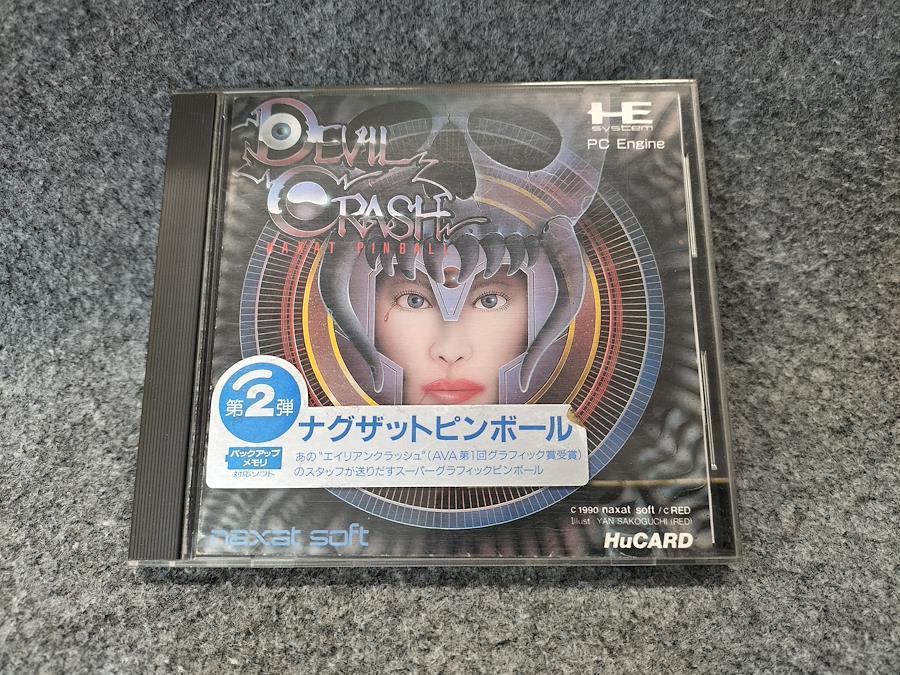 DEVIL
CRASH
NAXAT PINBALL
HE
system
PC Engine
第2弾
バックアップ
メモリ
対応ソフト
ナグザットピンボール
あの"エイリアンクラッシュ"(AVA第1回グラフィック賞受賞)
のスタッフが送りだすスーパーグラフィックピンボール
naxat soft
C 1990 naxat soft / C RED
Illust YAN SAKOGUCHI (RED)
HuCARD